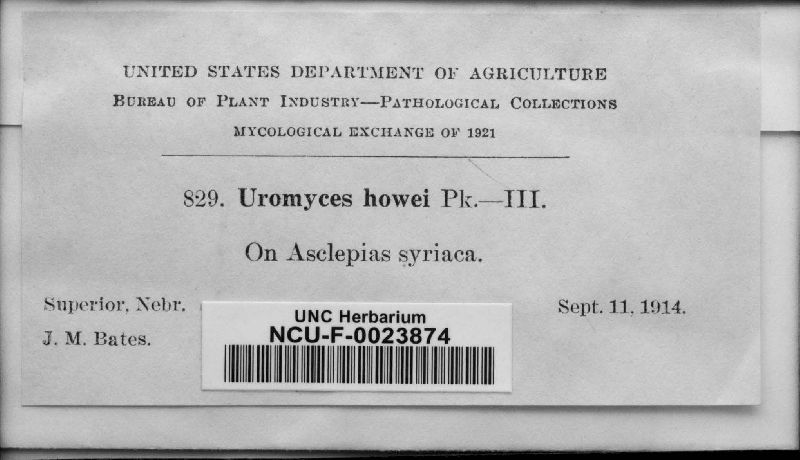 UNITED STATES DEPARTMENT OF AGRICULTURE
BUREAU OF PLANT INDUSTRY—PATHOLOGICAL COLLECTIONS
MYCOLOGICAL EXCHANGE OF 1921
829. Uromyces howei Pk.—III.
On Asclepias syriaca.
Superior, Nebr.
Sept. 11, 1914.
J. M. Bates.
UNC Herbarium
NCU-F-0023874